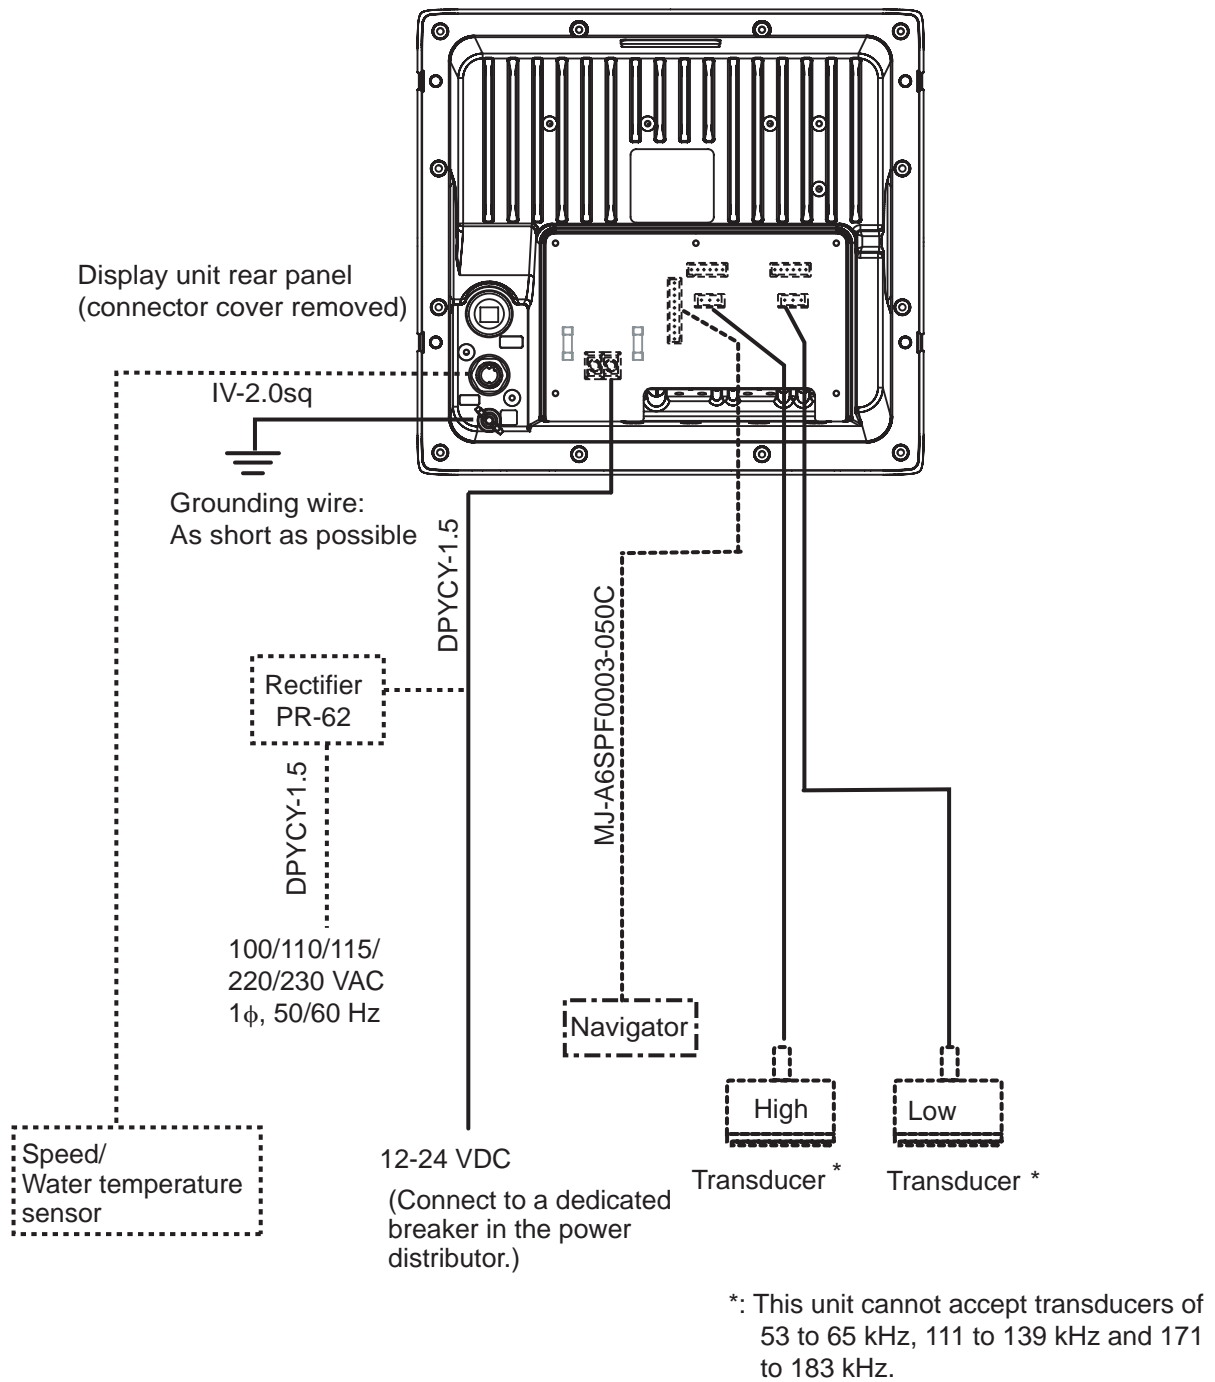 Display unit rear panel
(connector cover removed)
IV-2.0sq
Grounding wire:
As short as possible
DPYCY-1.5
Rectifier
PR-62
DPYCY-1.5
MJ-A6SPF0003-050C
100/110/115/
220/230 VAC
1ϕ, 50/60 Hz
Navigator
High
Low
Transducer *
Transducer *
Speed/
Water temperature
sensor
12-24 VDC
(Connect to a dedicated
breaker in the power
distributor.)
*: This unit cannot accept transducers of
53 to 65 kHz, 111 to 139 kHz and 171
to 183 kHz.